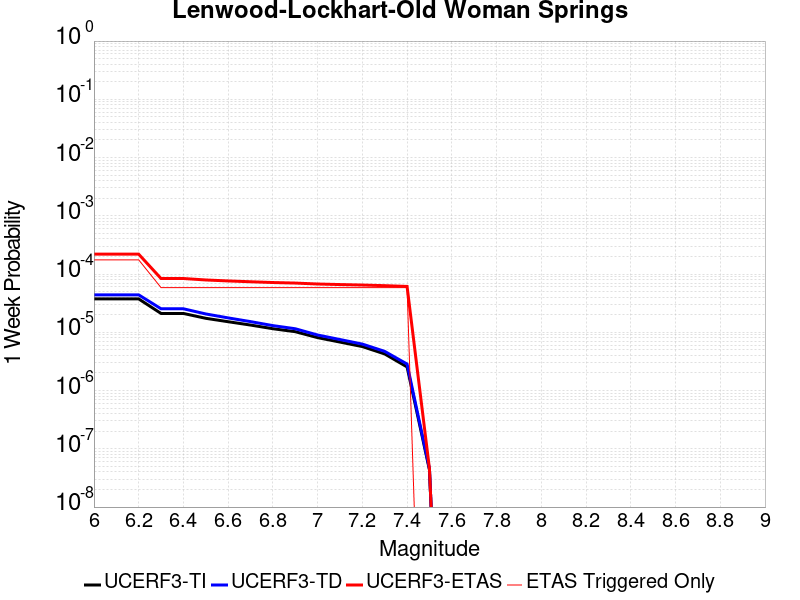 Lenwood-Lockhart-Old Woman Springs
1 Week Probability
10^0
10^-1
10^-2
10^-3
10^-4
10^-5
10^-6
10^-7
10^-8
6 6.2 6.4 6.6 6.8 7 7.2 7.4 7.6 7.8 8 8.2 8.4 8.6 8.8 9
Magnitude
UCERF3-TI UCERF3-TD UCERF3-ETAS ETAS Triggered Only